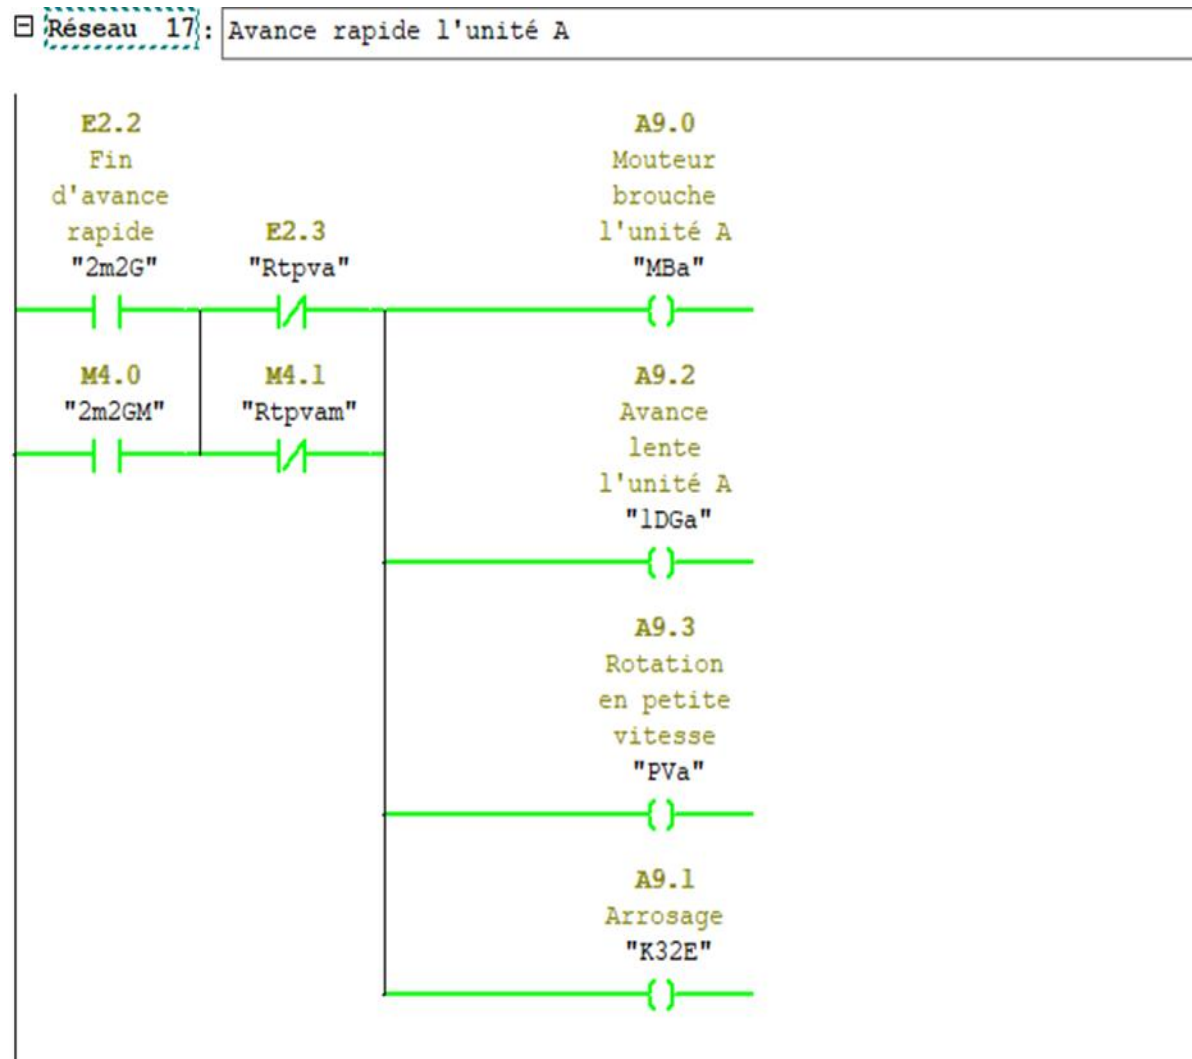 Réseau 17: Avance rapide l'unité A
E2.2
Fin
d'avance
rapide
"2m2G"
E2.3
"Rtpva"
A9.0
Mouteur
brouche
l'unité A
"MBa"
M4.0
"2m2GM"
M4.1
"Rtpvam"
A9.2
Avance
lente
l'unité A
"lDGa"
A9.3
Rotation
en petite
vitesse
"PVa"
A9.1
Arrosage
"K32E"